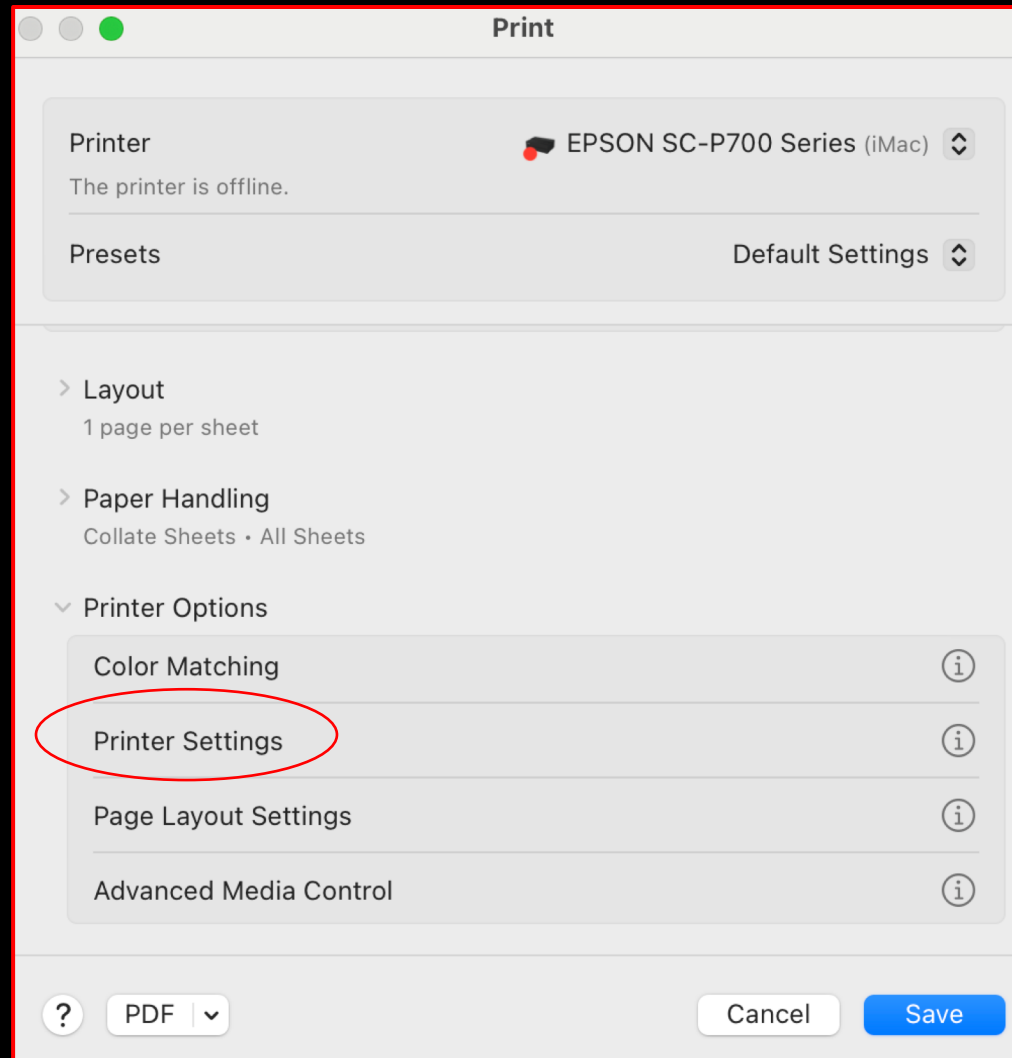 Print
Printer EPSON SC-P700 Series (iMac)
The printer is offline.
Presets Default Settings
Layout
1 page per sheet
Paper Handling
Collate Sheets • All Sheets
Printer Options
Color Matching
Printer Settings
Page Layout Settings
Advanced Media Control
? PDF Cancel Save